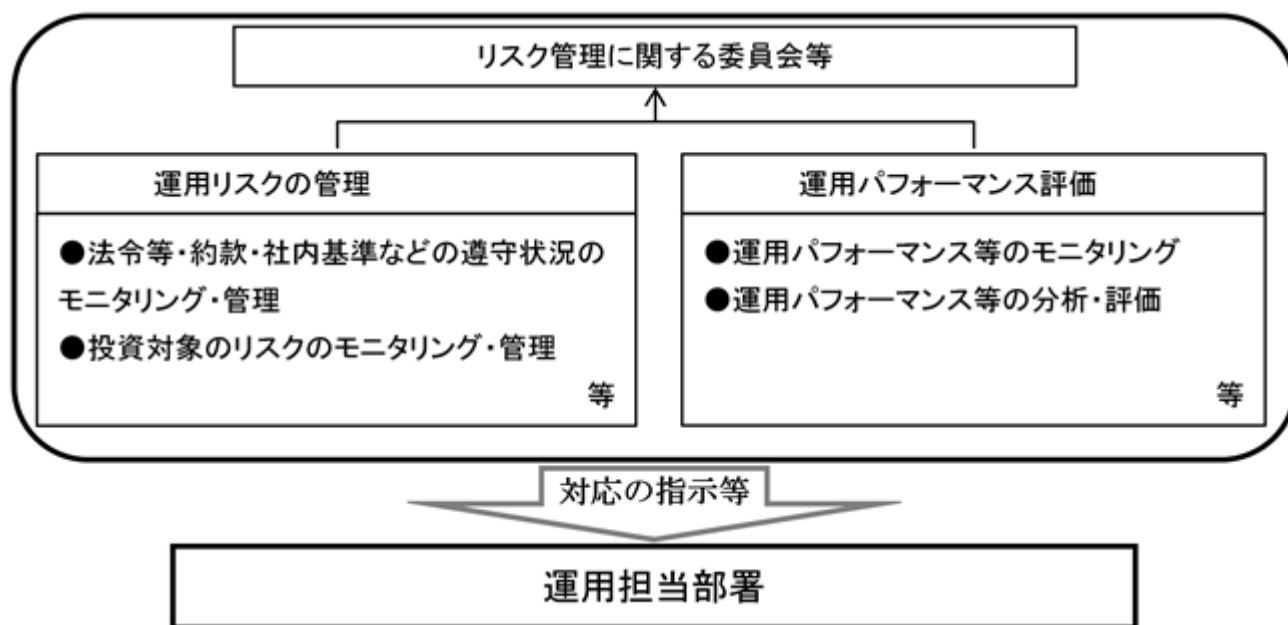 リスク管理に関する委員会等
運用リスクの管理
●法令等・約款・社内基準などの遵守状況の
モニタリング・管理
●投資対象のリスクのモニタリング・管理
等
運用パフォーマンス評価
●運用パフォーマンス等のモニタリング
●運用パフォーマンス等の分析・評価
等
対応の指示等
運用担当部署